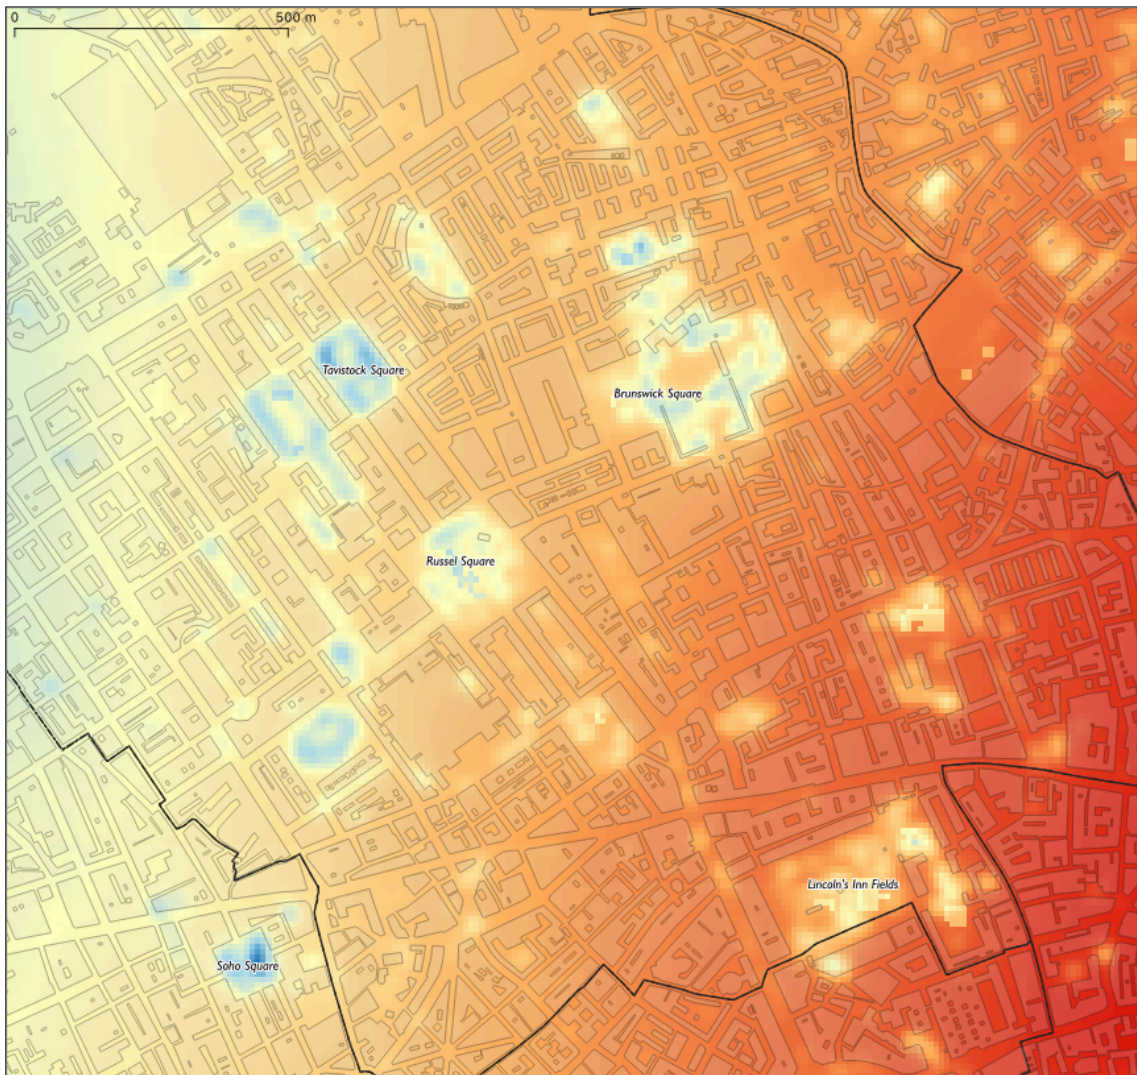 0 500 m
Tavistock Square
Brunswick Square
Russel Square
Lincoln's Inn Fields
Soho Square